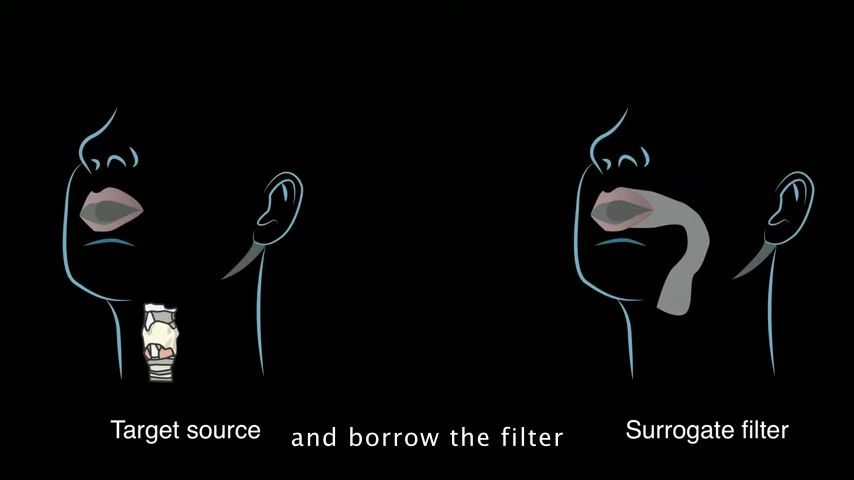 Target source
and borrow the filter
Surrogate filter